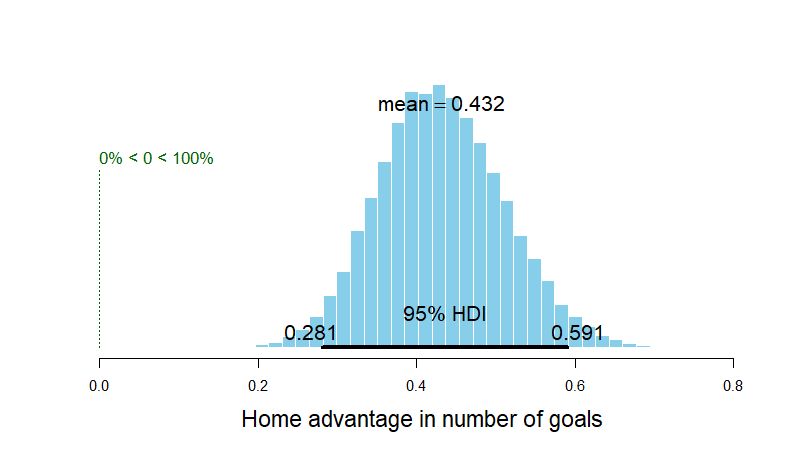 mean = 0.432
0% < 0 < 100%
95% HDI
0.281 0.591
0.0 0.2 0.4 0.6 0.8
Home advantage in number of goals